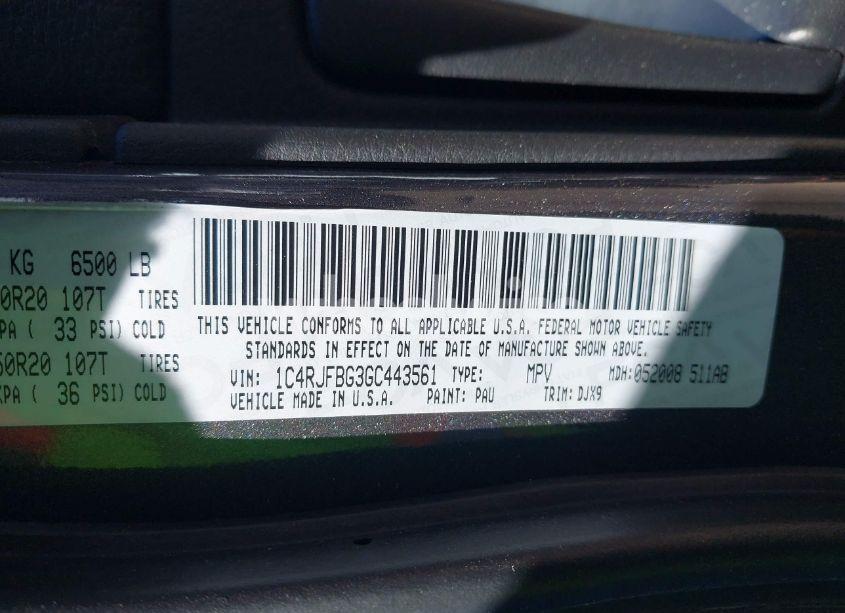 KG 6500 LB
0R20 107T TIRES
PA ( 33 PSI) COLD
50R20 107T TIRES
KPA ( 36 PSI) COLD
THIS VEHICLE CONFORMS TO ALL APPLICABLE U.S.A. FEDERAL MOTOR VEHICLE SAFETY
STANDARDS IN EFFECT ON THE DATE OF MANUFACTURE SHOWN ABOVE.
VIN: 1C4RJFBG3GC443561 TYPE: MPV MDH: 052008 511AB
VEHICLE MADE IN U.S.A. PAINT: PAU TRIM: DJX9